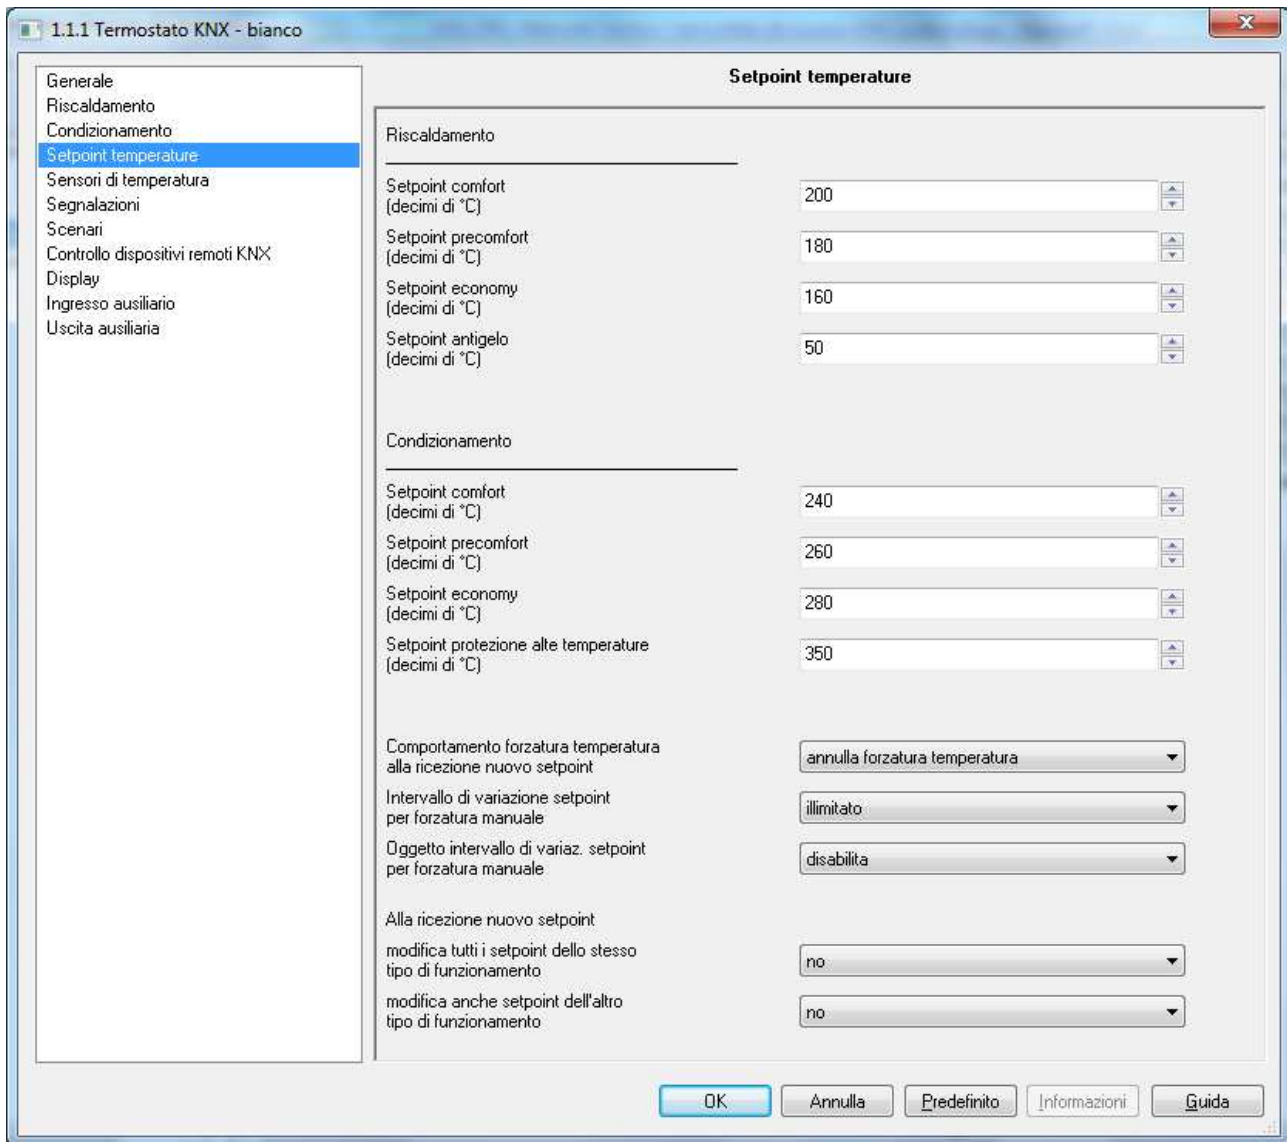 1.1.1 Termostato KNX - bianco
Generale
Riscaldamento
Condizionamento
Setpoint temperature
Sensori di temperatura
Segnalazioni
Scenari
Controllo dispositivi remoti KNX
Display
Ingresso ausiliario
Uscita ausiliaria
Setpoint temperature
Riscaldamento
Setpoint comfort
(decimi di °C)
200
Setpoint precomfort
(decimi di °C)
180
Setpoint economy
(decimi di °C)
160
Setpoint antigelo
(decimi di °C)
50
Condizionamento
Setpoint comfort
(decimi di °C)
240
Setpoint precomfort
(decimi di °C)
260
Setpoint economy
(decimi di °C)
280
Setpoint protezione alte temperature
(decimi di °C)
350
Comportamento forzatura temperatura
alla ricezione nuovo setpoint
annulla forzatura temperatura
Intervallo di variazione setpoint
per forzatura manuale
illimitato
Oggetto intervallo di variaz. setpoint
per forzatura manuale
disabilita
Alla ricezione nuovo setpoint
modifica tutti i setpoint dello stesso
tipo di funzionamento
no
modifica anche setpoint dell'altro
tipo di funzionamento
no
OK
Annulla
Predefinito
Informazioni
Guida